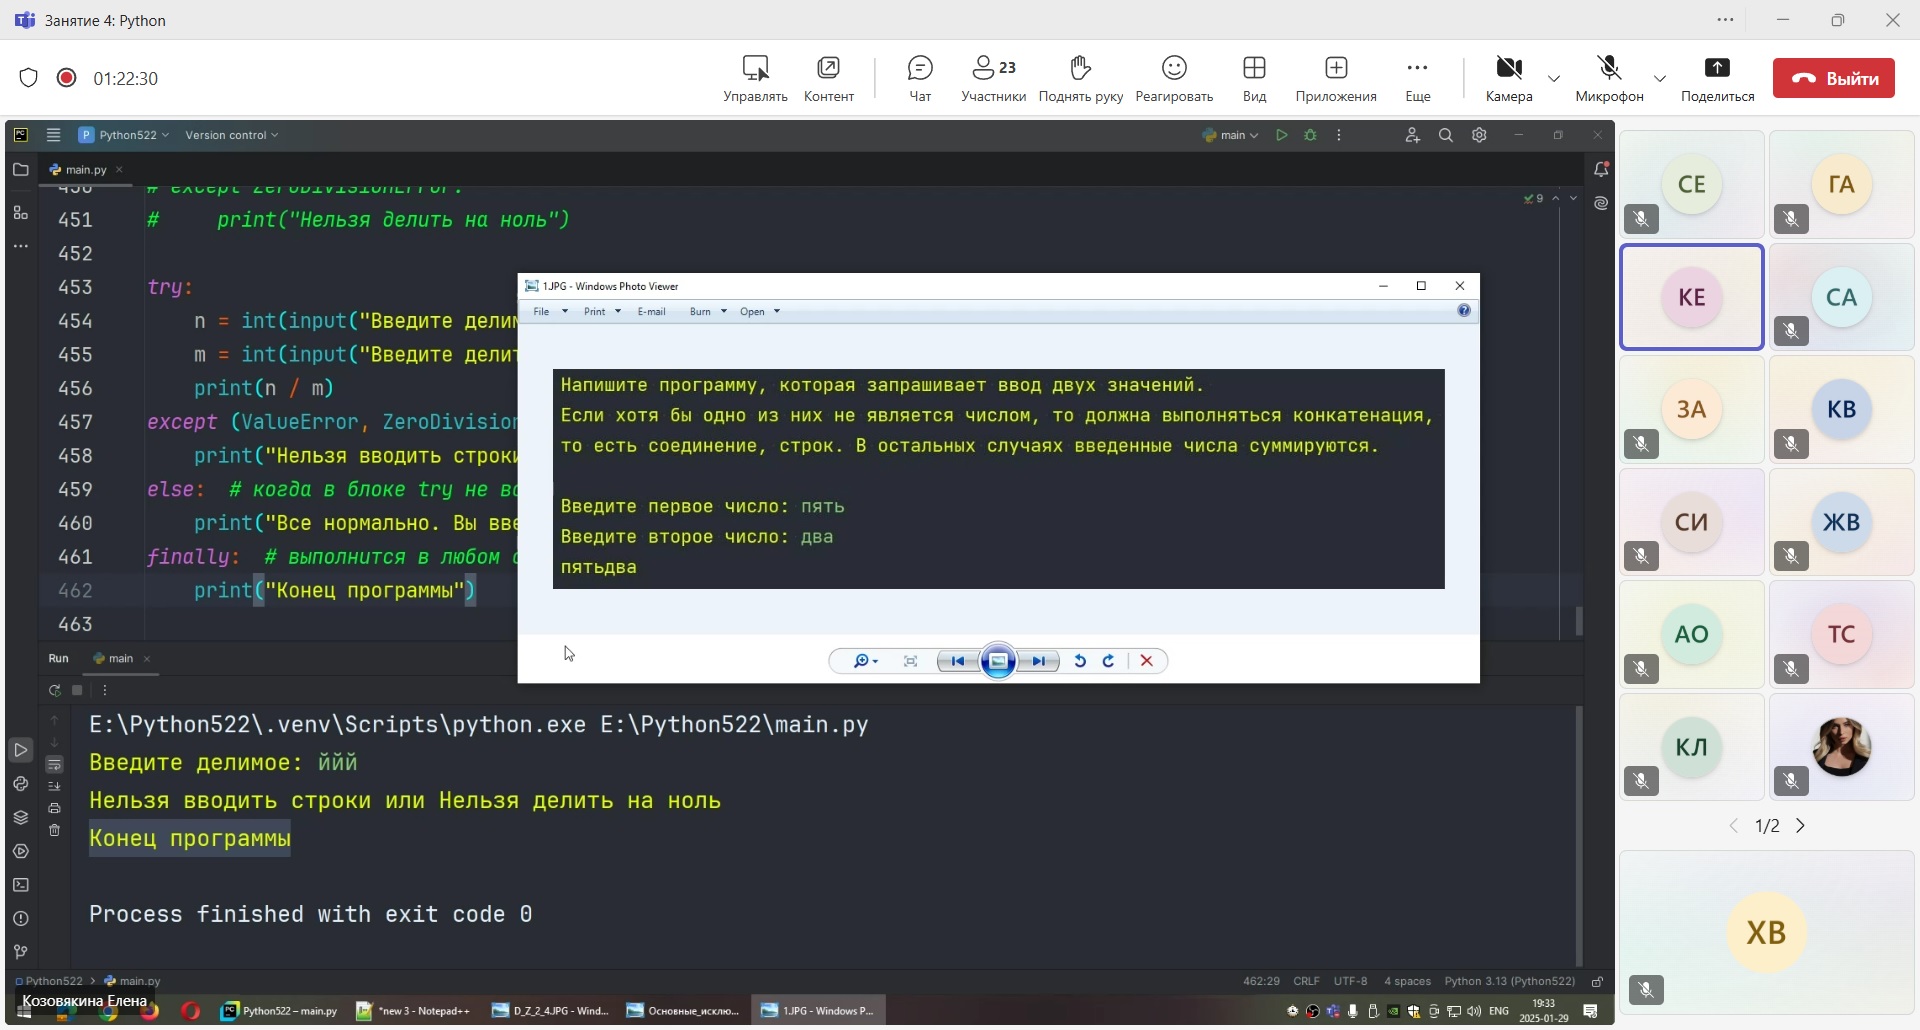 Занятие 4: Python
01:22:30
Управлять
Контент
Чат
23
Участники
Поднять руку
Реагировать
Вид
Приложения
Еще
Камера
Микрофон
Поделиться
Выйти
PC
P Python522
Version control
main
main.py
9
451 # print("Нельзя делить на ноль")
452
453 try:
454 n = int(input("Введите делим
455 m = int(input("Введите делит
456 print(n / m)
457 except (ValueError, ZeroDivision
458 print("Нельзя вводить строки
459 else: # когда в блоке try не во
460 print("Все нормально. Вы вве
461 finally: # выполнится в любом с
462 print("Конец программы")
463
1.JPG - Windows Photo Viewer
File
Print
E-mail
Burn
Open
Напишите программу, которая запрашивает ввод двух значений.
Если хотя бы одно из них не является числом, то должна выполняться конкатенация,
то есть соединение, строк. В остальных случаях введенные числа суммируются.
Введите первое число: пять
Введите второе число: два
пятьдва
Run
main
E:\Python522\.venv\Scripts\python.exe E:\Python522\main.py
Введите делимое: ййй
Нельзя вводить строки или Нельзя делить на ноль
Конец программы
Process finished with exit code 0
Python522 > main.py
462:29
CRLF
UTF-8
4 spaces
Python 3.13 (Python522)
Козовякина Елена
Python522 – main.py
*new 3 - Notepad++
D_Z_2_4.JPG - Wind...
Основные_исклю...
1.JPG - Windows P...
ENG
19:33
2025-01-29
СЕ
ГА
КЕ
СА
ЗА
КВ
СИ
ЖВ
АО
ТС
КЛ
1/2
ХВ